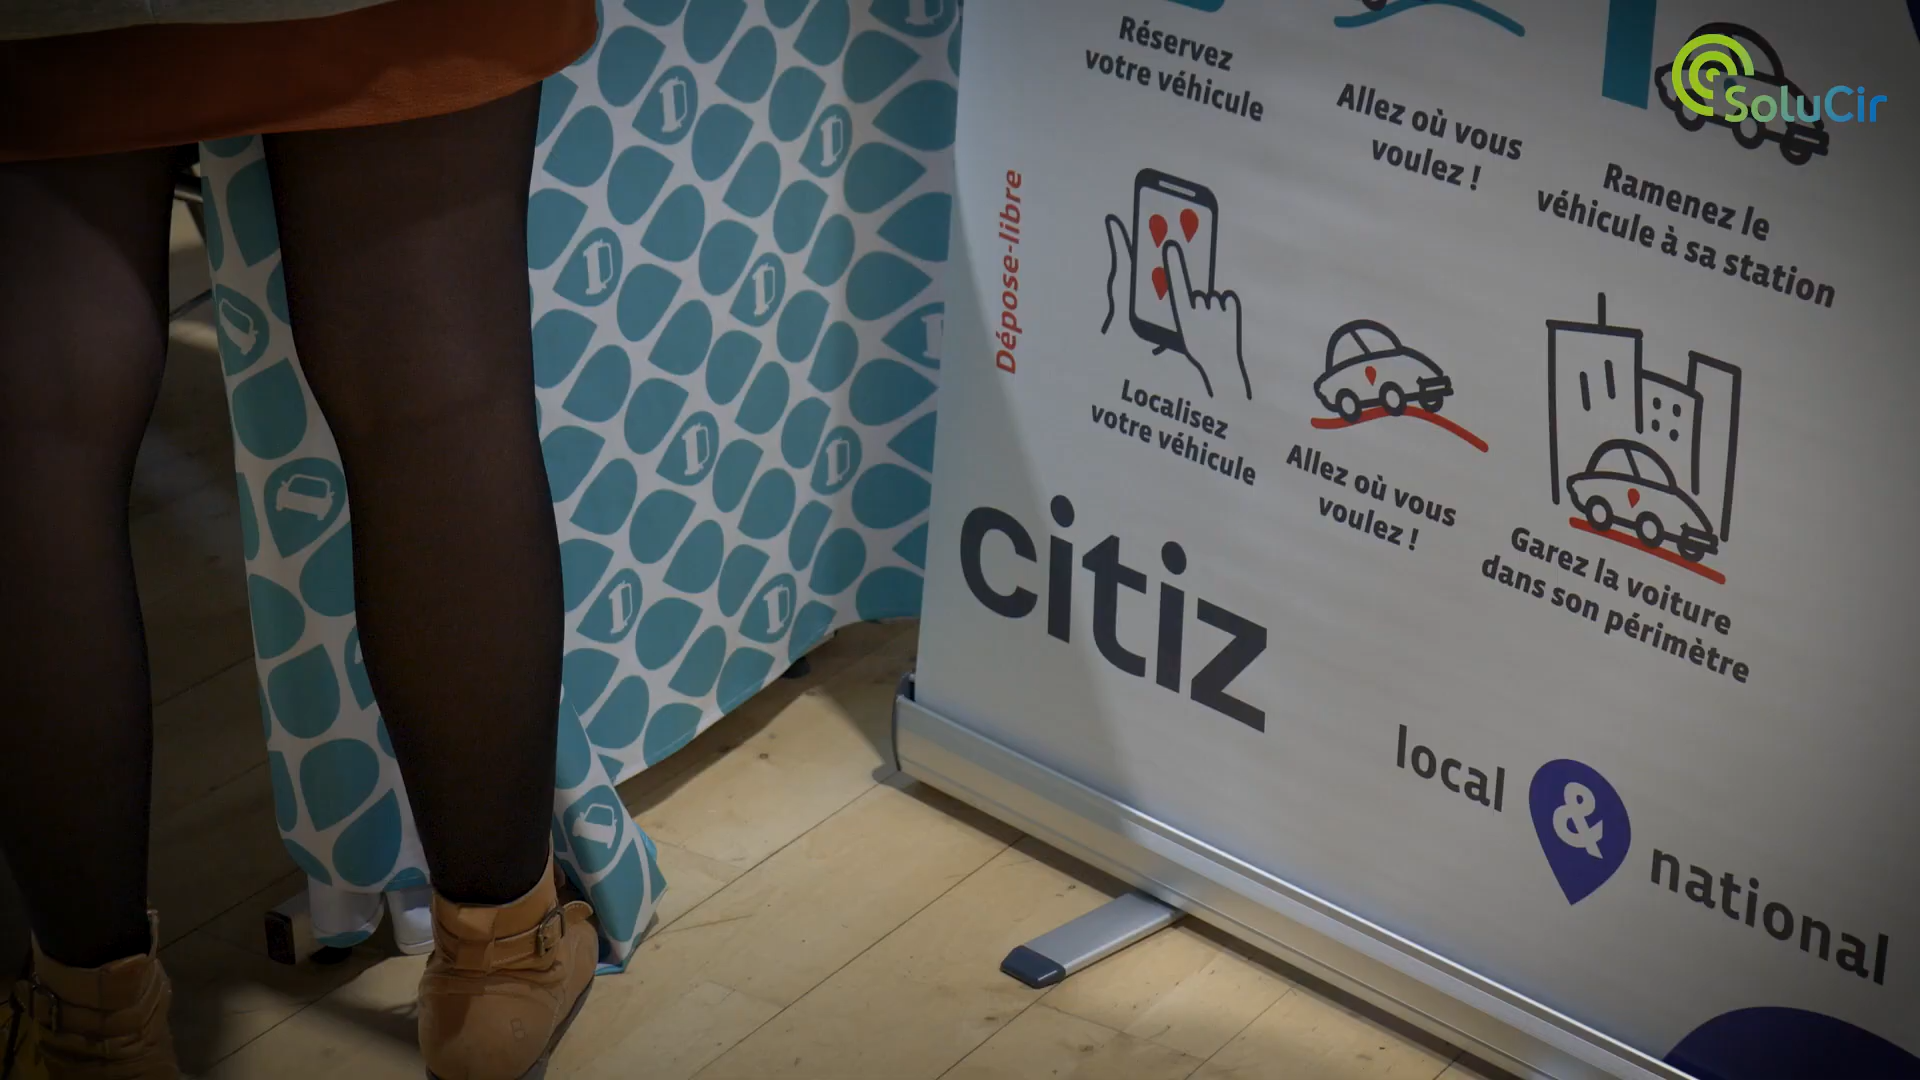 SoluCir
Réservez
votre véhicule
Allez où vous
voulez !
Ramenez le
véhicule à sa station
Dépose-libre
Localisez
votre véhicule
Allez où vous
voulez !
Garez la voiture
dans son périmètre
citiz
local & national